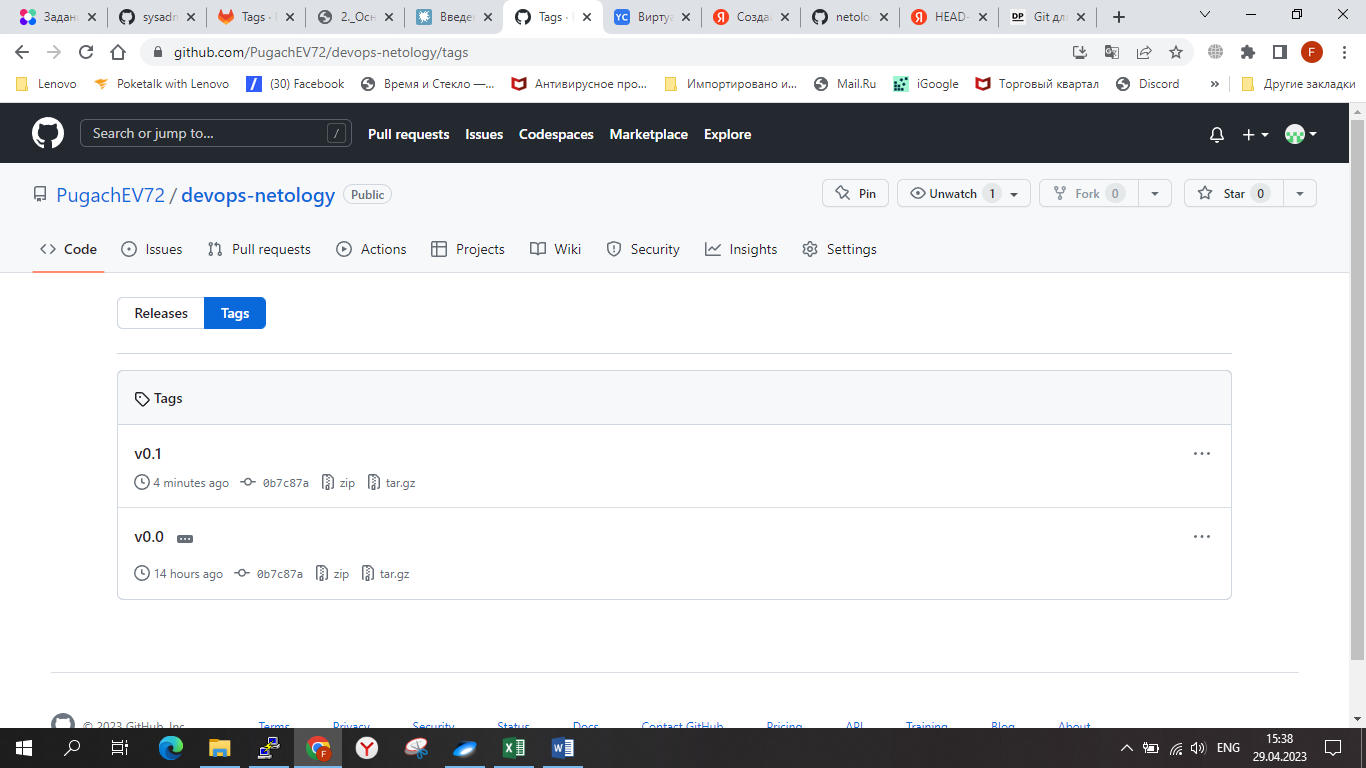 Задани sysadn Tags · 2._Осн Введен Tags · Виртуа Созда netolo HEAD- Git дл
github.com/PugachEV72/devops-netology/tags
Lenovo Poketalk with Lenovo (30) Facebook Время и Стекло —... Антивирусное про... Импортировано и... Mail.Ru iGoogle Торговый квартал Discord » Другие закладки
Search or jump to... / Pull requests Issues Codespaces Marketplace Explore
PugachEV72 / devops-netology Public Pin Unwatch 1 Fork 0 Star 0
Code Issues Pull requests Actions Projects Wiki Security Insights Settings
Releases Tags
Tags
v0.1
4 minutes ago 0b7c87a zip tar.gz
v0.0
14 hours ago 0b7c87a zip tar.gz
© 2023 GitHub, Inc. Terms Privacy Security Status Docs Contact GitHub Pricing API Training Blog About
ENG 15:38
29.04.2023